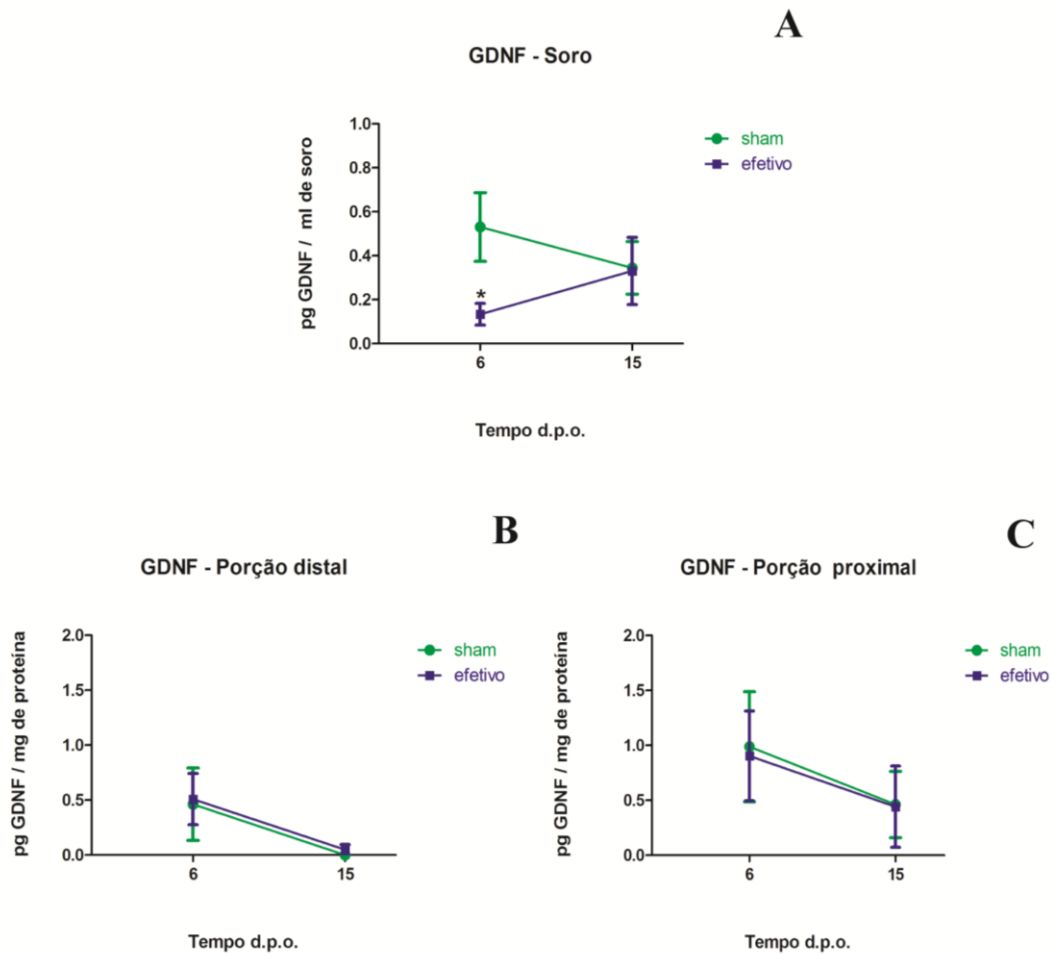 A
GDNF - Soro
pg GDNF / ml de soro
1.0
0.8
0.6
0.4
0.2
0.0
*
6
15
Tempo d.p.o.
sham
efetivo
B
GDNF - Porção distal
pg GDNF / mg de proteína
2.0
1.5
1.0
0.5
0.0
6
15
Tempo d.p.o.
sham
efetivo
C
GDNF - Porção proximal
pg GDNF / mg de proteína
2.0
1.5
1.0
0.5
0.0
6
15
Tempo d.p.o.
sham
efetivo